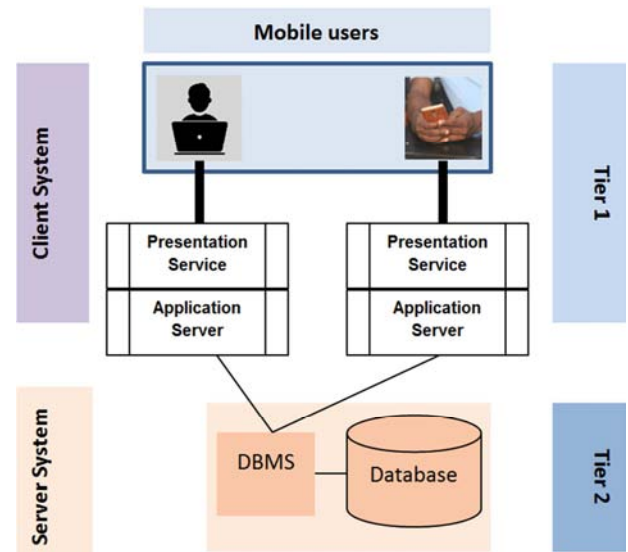 Mobile users
Client System
Tier 1
Presentation
Service
Presentation
Service
Application
Server
Application
Server
Server System
DBMS
Database
Tier 2